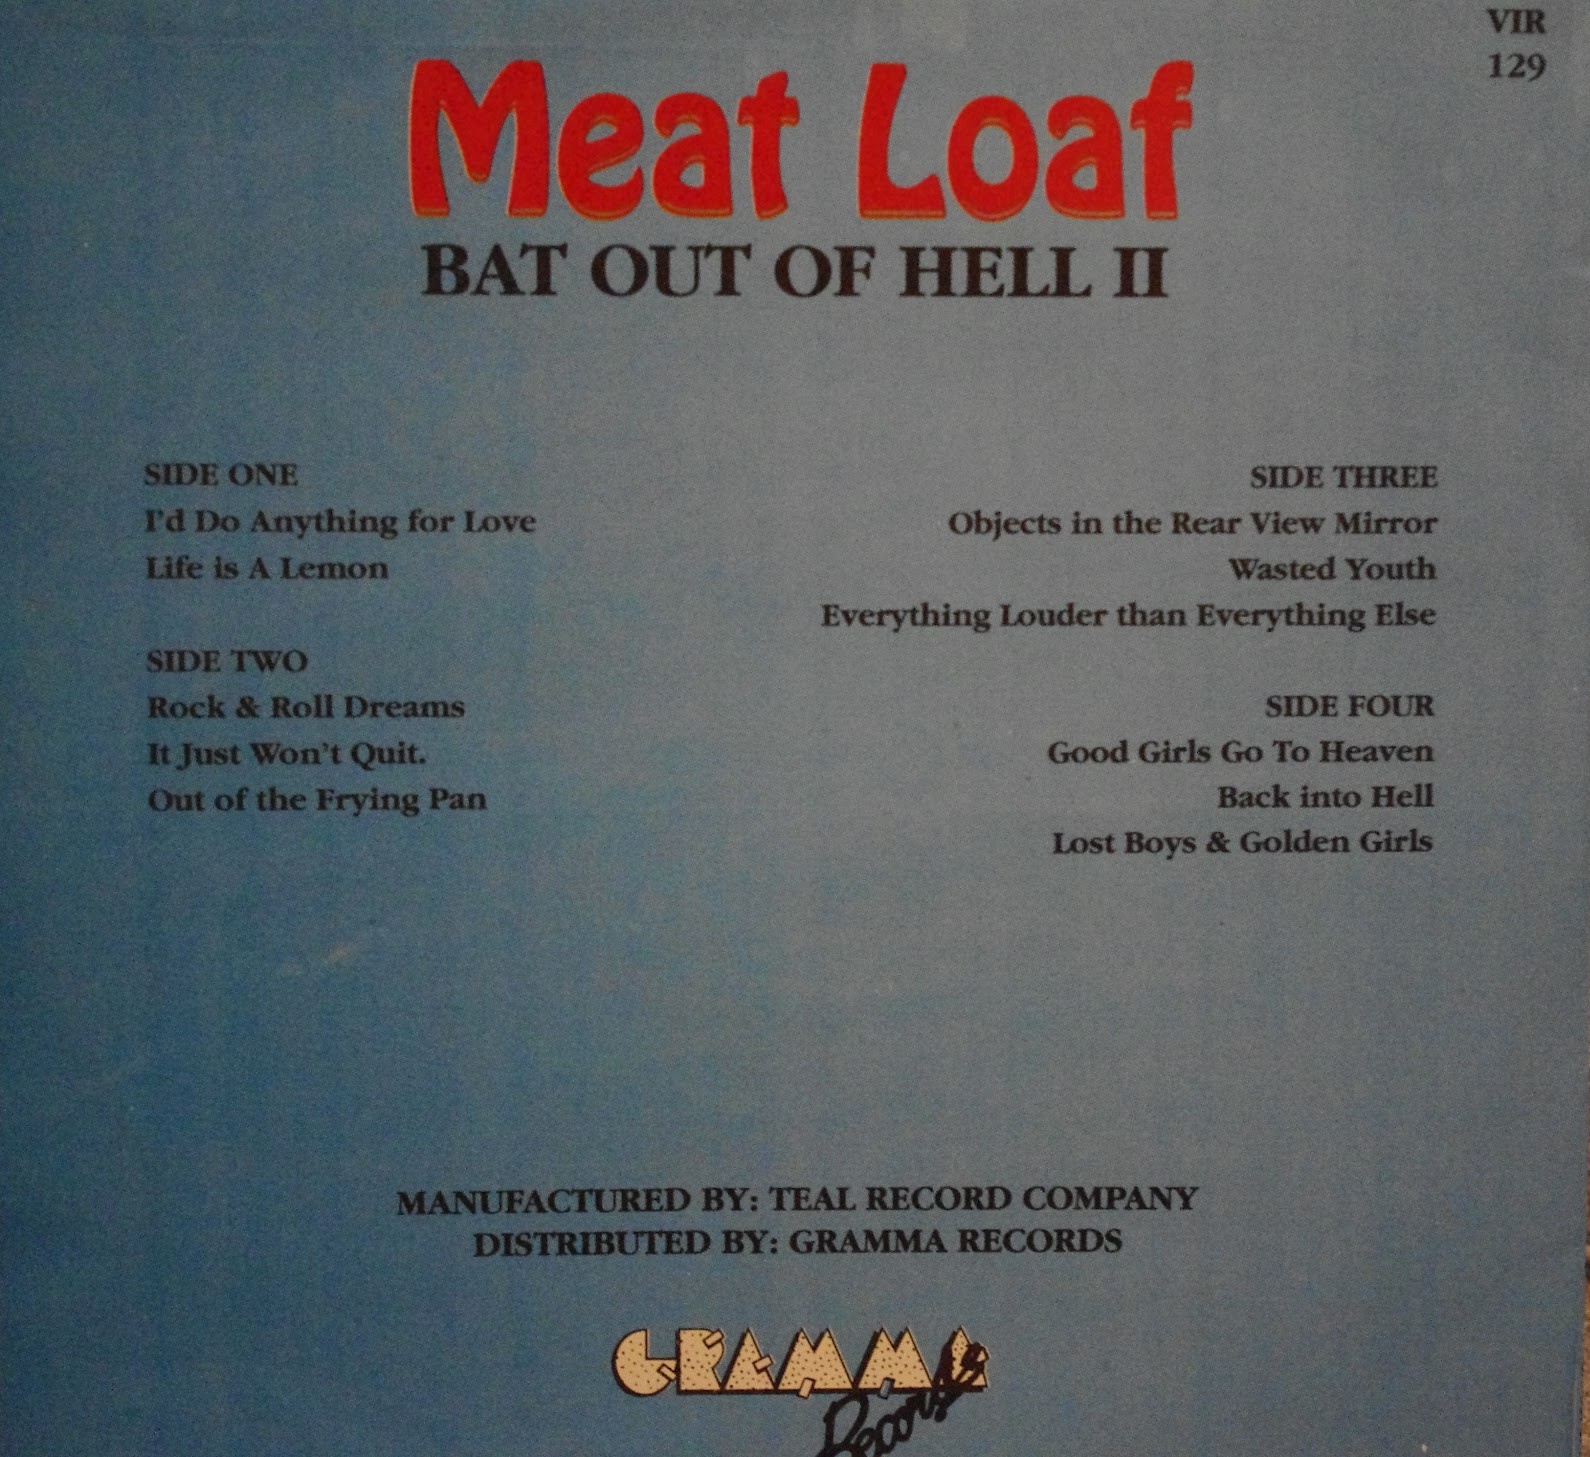 VIR
129
Meat Loaf
BAT OUT OF HELL II
SIDE ONE
I'd Do Anything for Love
Life is A Lemon
SIDE TWO
Rock & Roll Dreams
It Just Won't Quit.
Out of the Frying Pan
SIDE THREE
Objects in the Rear View Mirror
Wasted Youth
Everything Louder than Everything Else
SIDE FOUR
Good Girls Go To Heaven
Back into Hell
Lost Boys & Golden Girls
MANUFACTURED BY: TEAL RECORD COMPANY
DISTRIBUTED BY: GRAMMA RECORDS
GRAMMA
Records